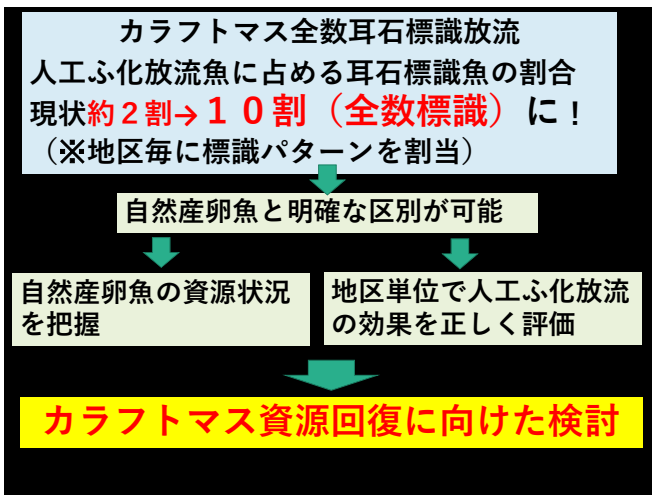 カラフトマス全数耳石標識放流
人工ふ化放流魚に占める耳石標識魚の割合
現状約２割→１０割（全数標識）に！
（※地区毎に標識パターンを割当）
自然産卵魚と明確な区別が可能
自然産卵魚の資源状況
を把握
地区単位で人工ふ化放流
の効果を正しく評価
カラフトマス資源回復に向けた検討